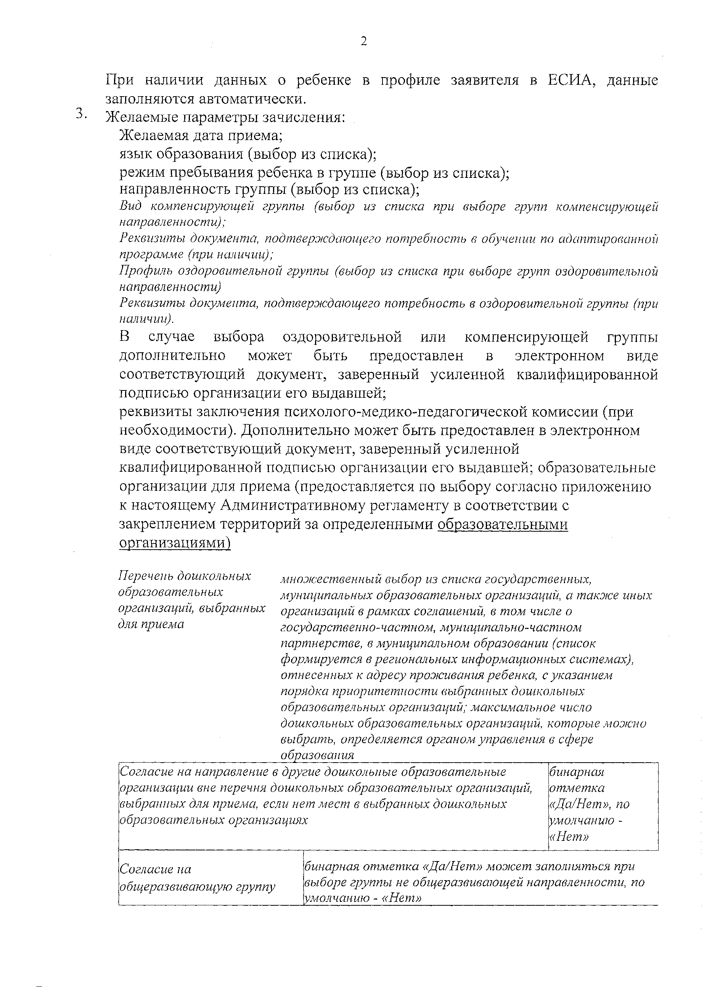 2
При наличии данных о ребенке в профиле заявителя в ЕСИА, данные
заполняются автоматически.
3. Желаемые параметры зачисления:
Желаемая дата приема;
язык образования (выбор из списка);
режим пребывания ребенка в группе (выбор из списка);
направленность группы (выбор из списка);
Вид компенсирующей группы (выбор из списка при выборе групп компенсирующей
направленности);
Реквизиты документа, подтверждающего потребность в обучении по адаптированной
программе (при наличии);
Профиль оздоровительной группы (выбор из списка при выборе групп оздоровительной
направленности)
Реквизиты документа, подтверждающего потребность в оздоровительной группы (при
наличии).
В случае выбора оздоровительной или компенсирующей группы
дополнительно может быть предоставлен в электронном виде
соответствующий документ, заверенный усиленной квалифицированной
подписью организации его выдавшей;
реквизиты заключения психолого-медико-педагогической комиссии (при
необходимости). Дополнительно может быть предоставлен в электронном
виде соответствующий документ, заверенный усиленной
квалифицированной подписью организации его выдавшей; образовательные
организации для приема (предоставляется по выбору согласно приложению
к настоящему Административному регламенту в соответствии с
закреплением территорий за определенными образовательными
организациями)
Перечень дошкольных
образовательных
организаций, выбранных
для приема
множественный выбор из списка государственных,
муниципальных образовательных организаций, а также иных
организаций в рамках соглашений, в том числе о
государственно-частном, муниципально-частном
партнерстве, в муниципальном образовании (список
формируется в региональных информационных системах),
отнесенных к адресу проживания ребенка, с указанием
порядка приоритетности выбранных дошкольных
образовательных организаций; максимальное число
дошкольных образовательных организаций, которые можно
выбрать, определяется органом управления в сфере
образования
Согласие на направление в другие дошкольные образовательные
организации вне перечня дошкольных образовательных организаций,
выбранных для приема, если нет мест в выбранных дошкольных
образовательных организациях
бинарная
отметка
«Да/Нет», по
умолчанию -
«Нет»
Согласие на
общеразвивающую группу
бинарная отметка «Да/Нет» может заполняться при
выборе группы не общеразвивающей направленности, по
умолчанию - «Нет»